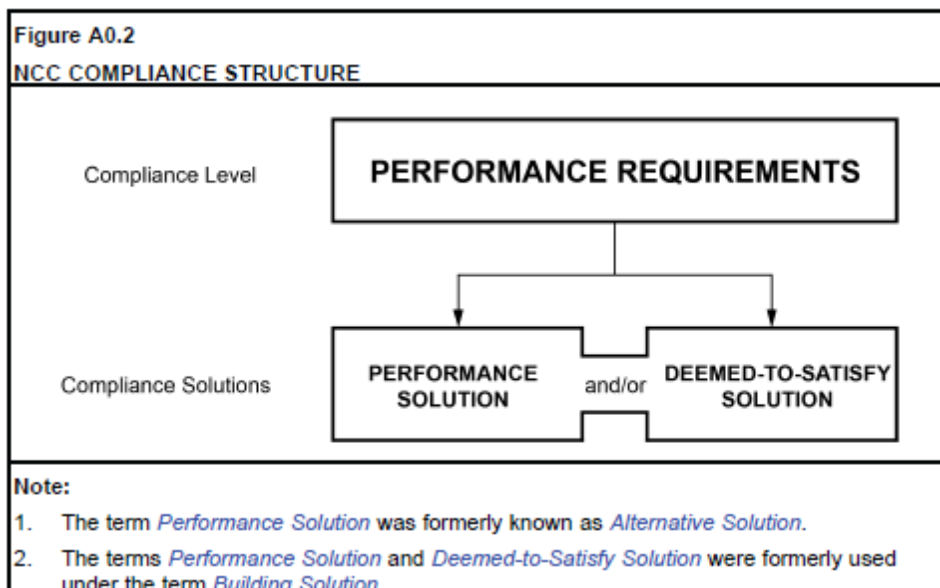 Figure A0.2
NCC COMPLIANCE STRUCTURE
Compliance Level
PERFORMANCE REQUIREMENTS
Compliance Solutions
PERFORMANCE
SOLUTION
and/or
DEEMED-TO-SATISFY
SOLUTION
Note:
1. The term Performance Solution was formerly known as Alternative Solution.
2. The terms Performance Solution and Deemed-to-Satisfy Solution were formerly used
under the term Building Solution